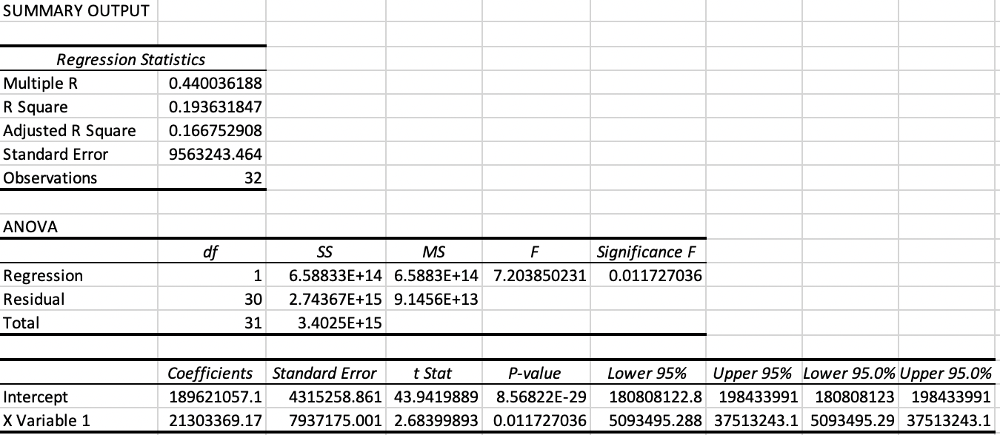 SUMMARY OUTPUT
Regression Statistics
Multiple R 0.440036188
R Square 0.193631847
Adjusted R Square 0.166752908
Standard Error 9563243.464
Observations 32
ANOVA
df SS MS F Significance F
Regression 1 6.58833E+14 6.5883E+14 7.203850231 0.011727036
Residual 30 2.74367E+15 9.1456E+13
Total 31 3.4025E+15
Coefficients Standard Error t Stat P-value Lower 95% Upper 95% Lower 95.0% Upper 95.0%
Intercept 189621057.1 4315258.861 43.9419889 8.56822E-29 180808122.8 198433991 180808123 198433991
X Variable 1 21303369.17 7937175.001 2.68399893 0.011727036 5093495.288 37513243.1 5093495.29 37513243.1